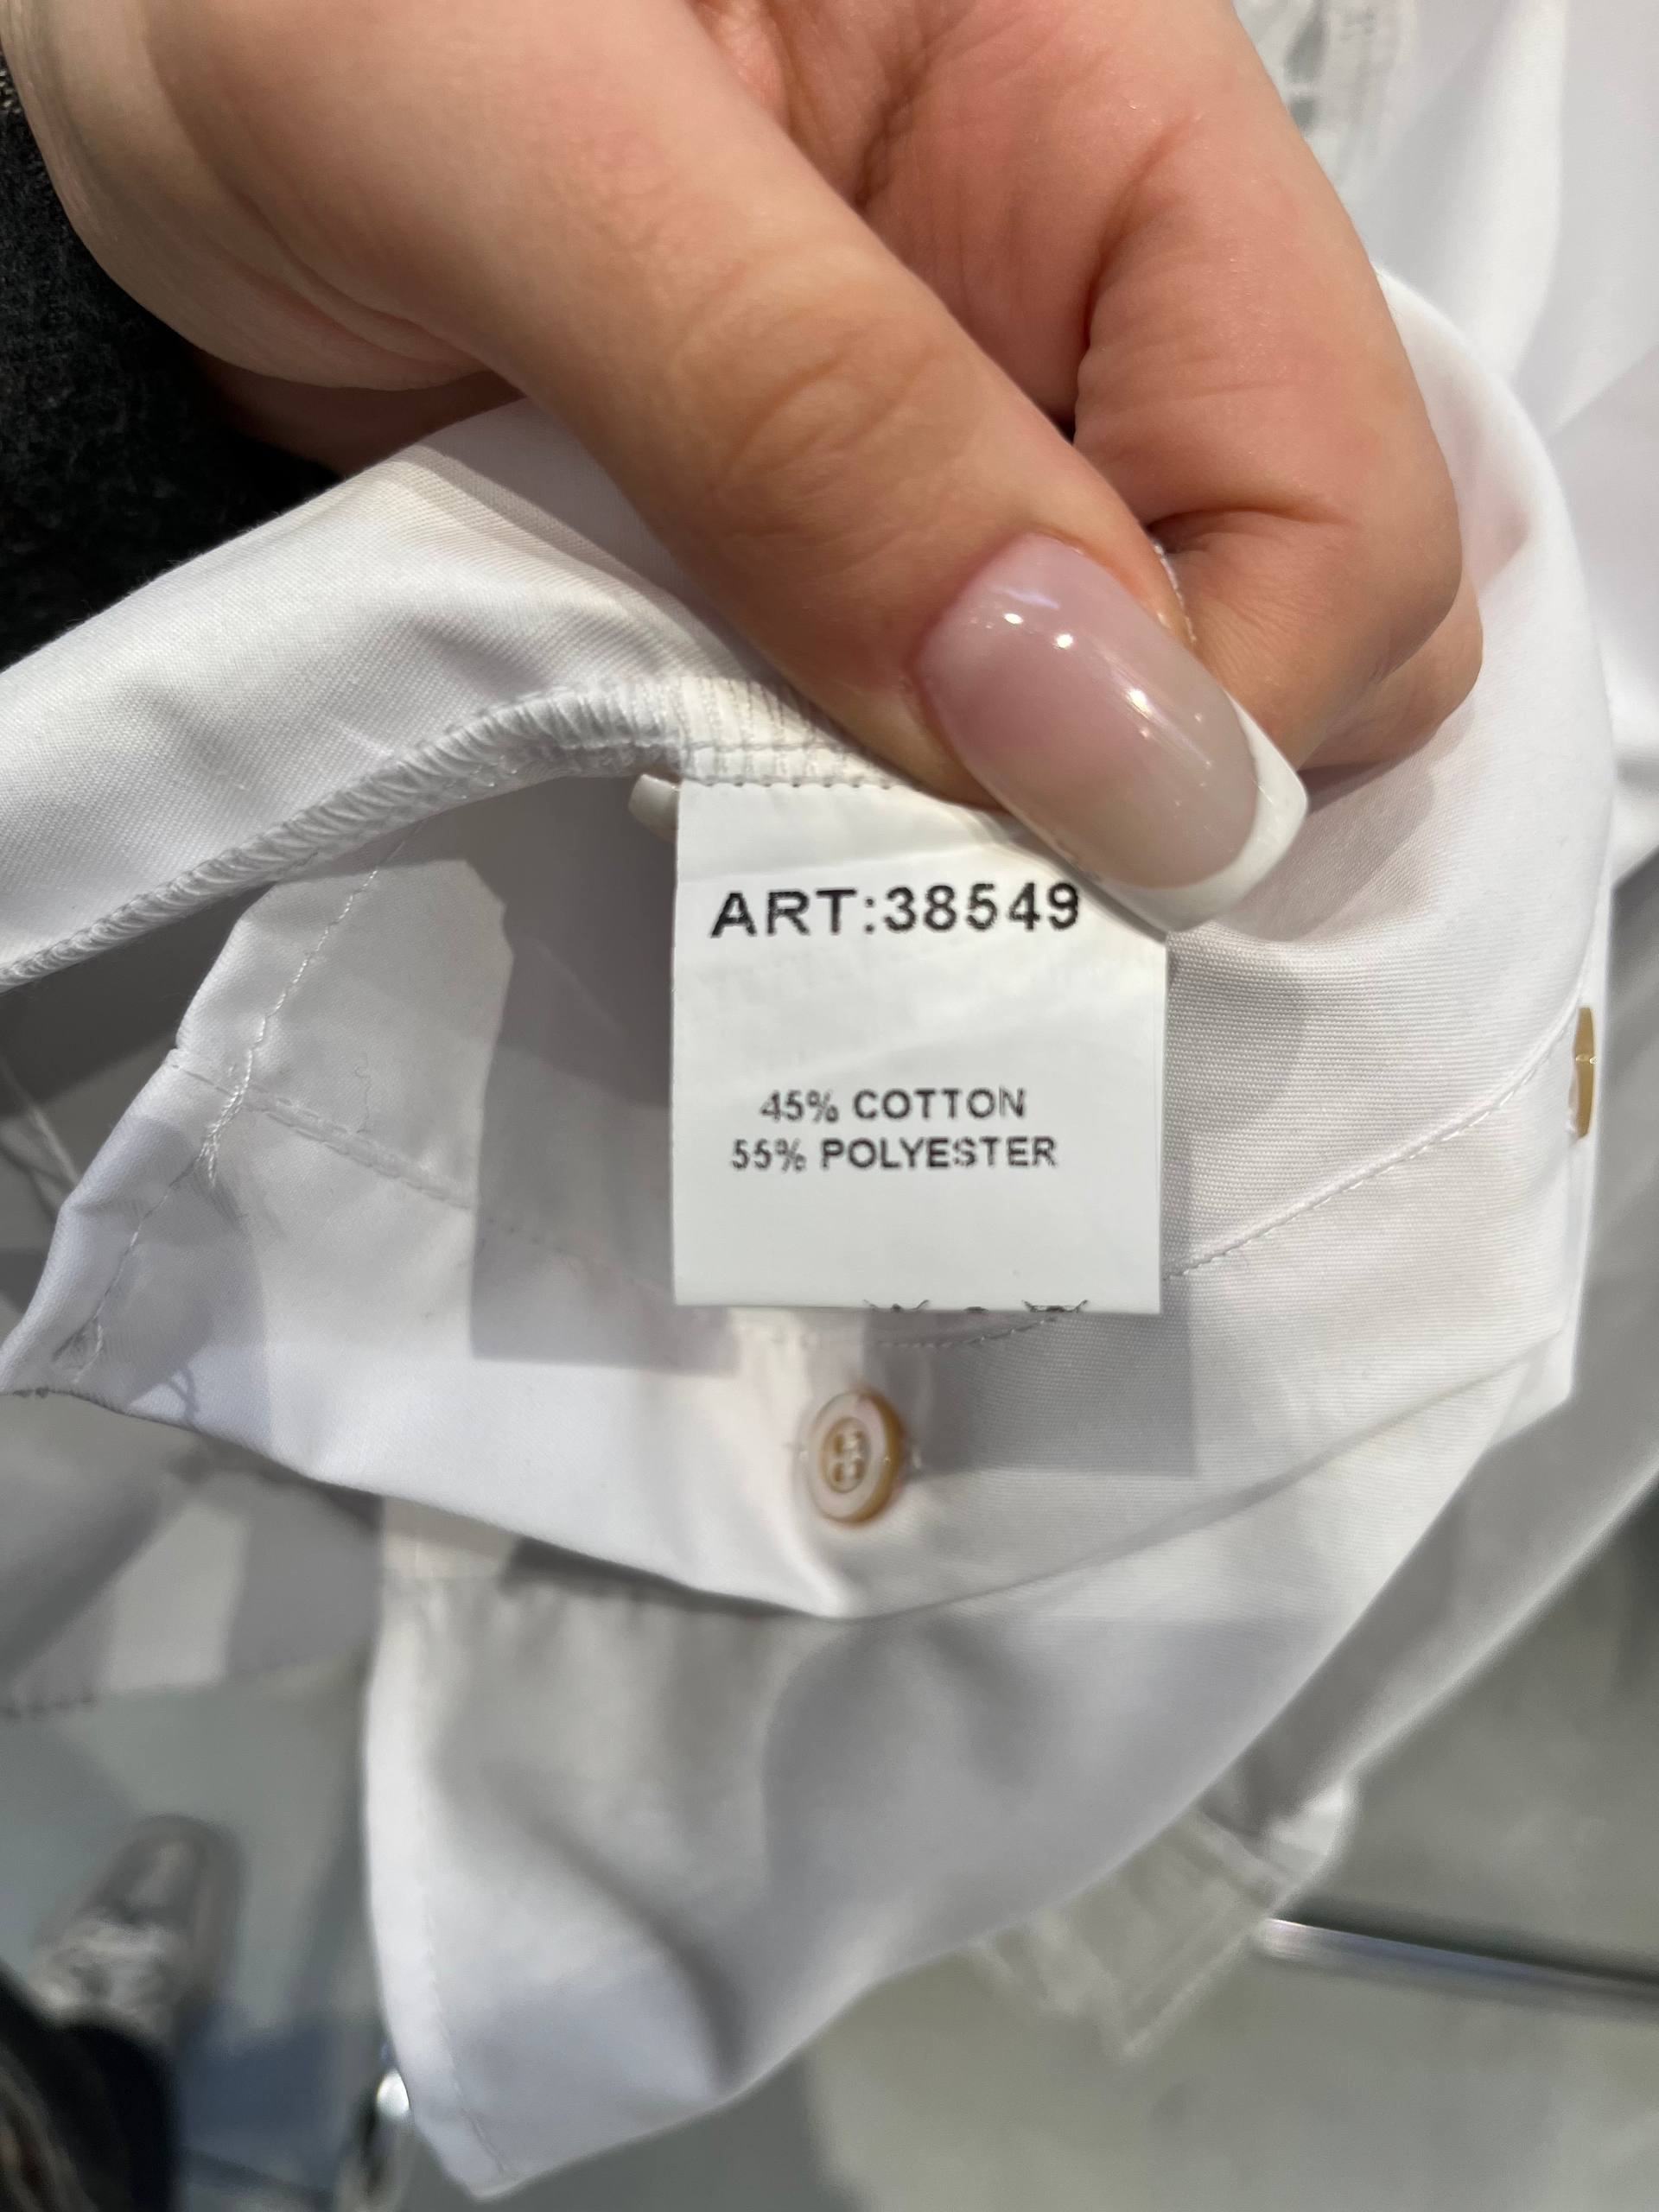 ART:38549
45% COTTON
55% POLYESTER